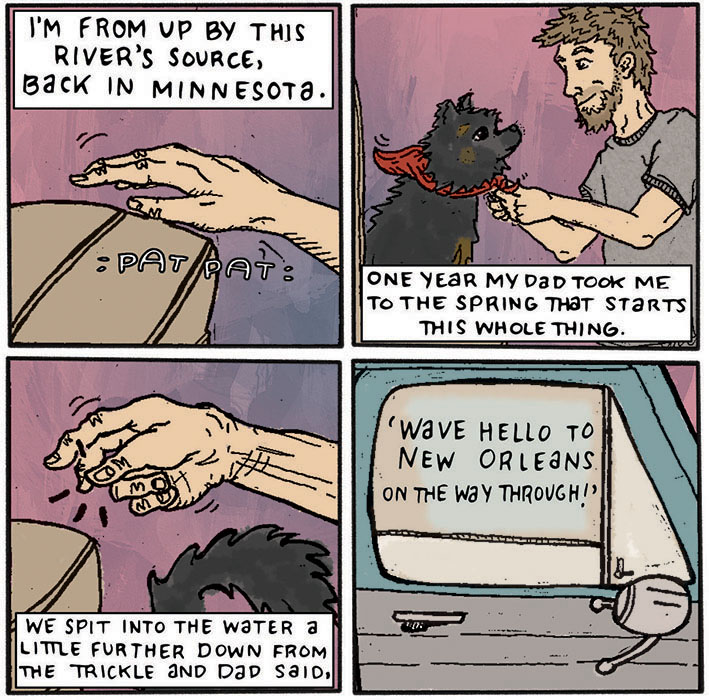 I'M FROM UP BY THIS
RIVER'S SOURCE,
BACK IN MINNESOTA.
:PAT PAT:
ONE YEAR MY DAD TOOK ME
TO THE SPRING THAT STARTS
THIS WHOLE THING.
WE SPIT INTO THE WATER A
LITTLE FURTHER DOWN FROM
THE TRICKLE AND DAD SAID,
'WAVE HELLO TO
NEW ORLEANS
ON THE WAY THROUGH!'